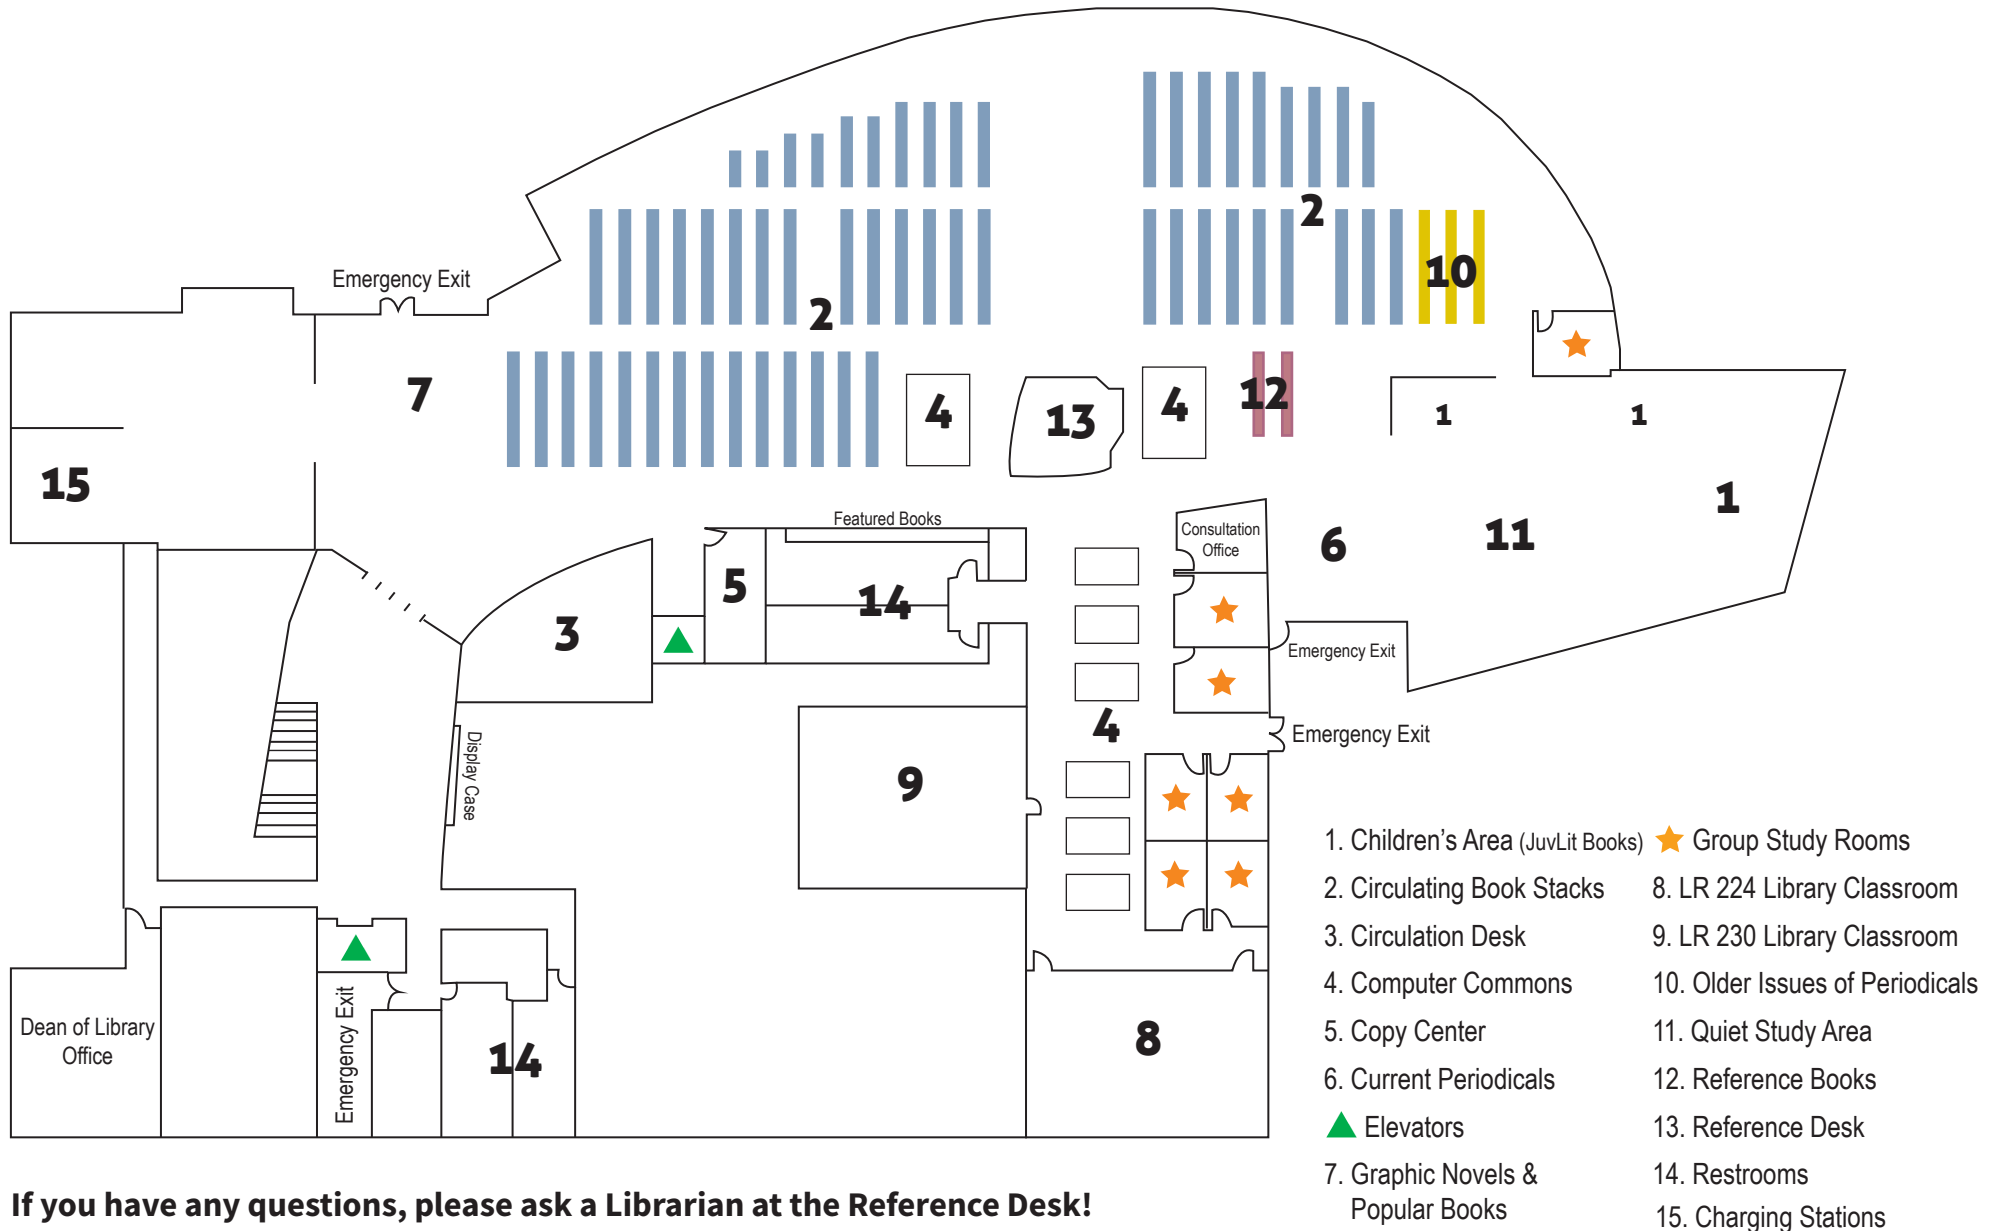 2
10
Emergency Exit
2
7
4
13
4
12
1
1
15
1
Featured Books
Consultation
Office
6
11
5
14
3
Emergency Exit
4
Emergency Exit
Display Case
9
Dean of Library
Office
Emergency Exit
14
8
1. Children's Area (JuvLit Books)
2. Circulating Book Stacks
3. Circulation Desk
4. Computer Commons
5. Copy Center
6. Current Periodicals
Elevators
7. Graphic Novels &
Popular Books
Group Study Rooms
8. LR 224 Library Classroom
9. LR 230 Library Classroom
10. Older Issues of Periodicals
11. Quiet Study Area
12. Reference Books
13. Reference Desk
14. Restrooms
15. Charging Stations
If you have any questions, please ask a Librarian at the Reference Desk!